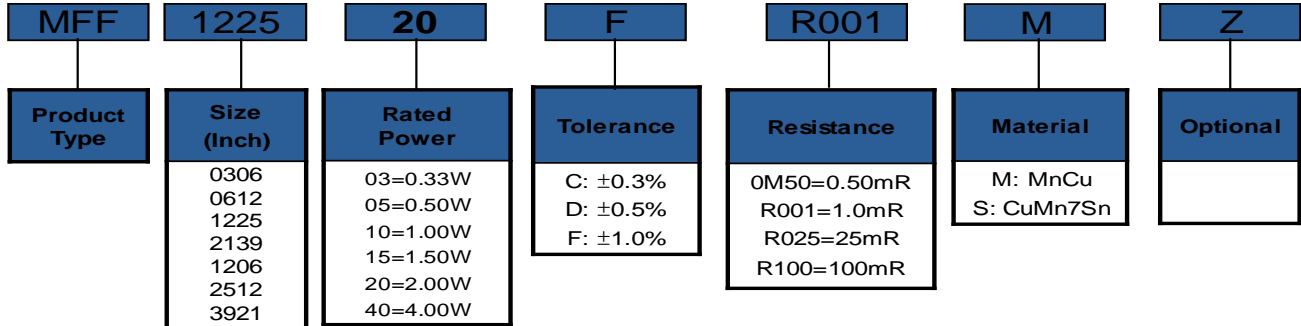 MFF 1225 20 F R001 M Z
Product Type
Size (Inch)
0306
0612
1225
2139
1206
2512
3921
Rated Power
03=0.33W
05=0.50W
10=1.00W
15=1.50W
20=2.00W
40=4.00W
Tolerance
C: ±0.3%
D: ±0.5%
F: ±1.0%
Resistance
0M50=0.50mR
R001=1.0mR
R025=25mR
R100=100mR
Material
M: MnCu
S: CuMn7Sn
Optional